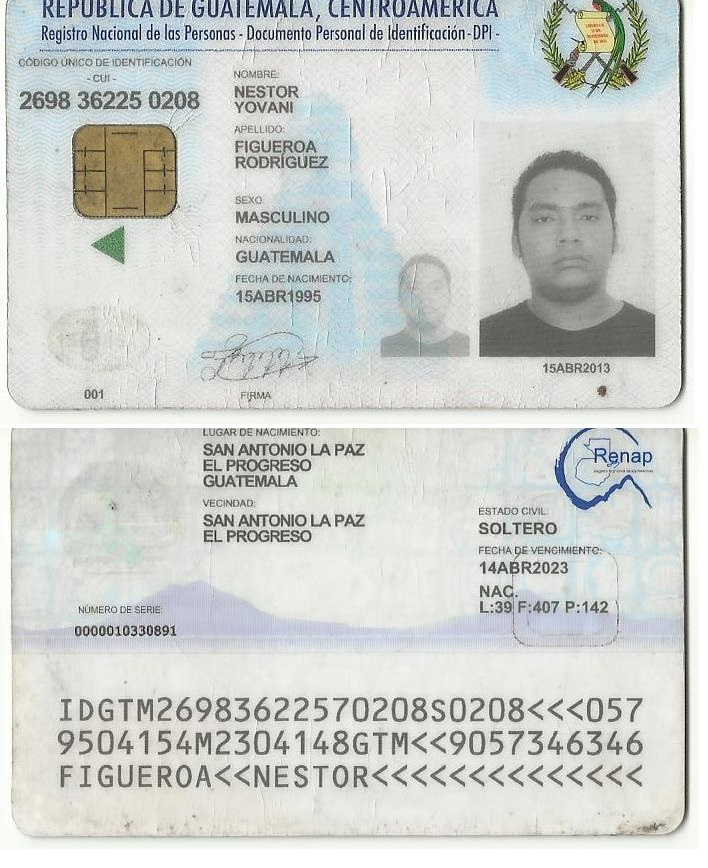 REPÚBLICA DE GUATEMALA, CENTROAMÉRICA
Registro Nacional de las Personas - Documento Personal de Identificación -DPI -
CÓDIGO ÚNICO DE IDENTIFICACIÓN
- CUI -
2698 36225 0208
NOMBRE:
NESTOR
YOVANI
APELLIDO:
FIGUEROA
RODRÍGUEZ
SEXO:
MASCULINO
NACIONALIDAD:
GUATEMALA
FECHA DE NACIMIENTO:
15ABR1995
15ABR2013
001
FIRMA
LUGAR DE NACIMIENTO:
SAN ANTONIO LA PAZ
EL PROGRESO
GUATEMALA
VECINDAD:
SAN ANTONIO LA PAZ
EL PROGRESO
Renap
ESTADO CIVIL:
SOLTERO
FECHA DE VENCIMIENTO:
14ABR2023
NAC.
L:39 F:407 P:142
NÚMERO DE SERIE:
0000010330891
IDGTM26983622570208S0208<<<057
9504154M2304148GTM<<9057346346
FIGUEROA<<NESTOR<<<<<<<<<<<<<<